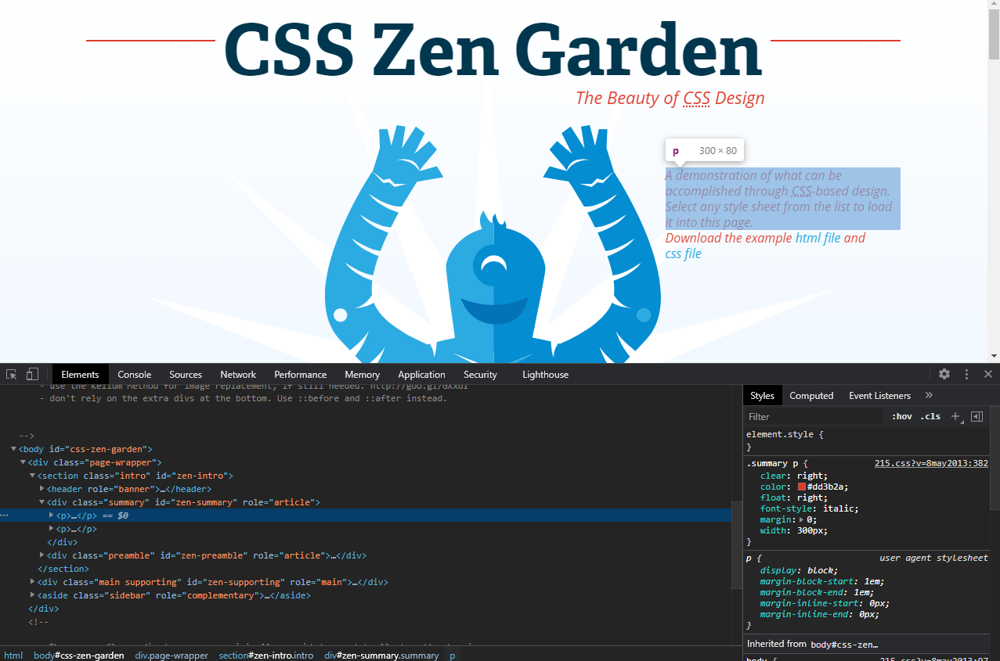 CSS Zen Garden
The Beauty of CSS Design
p 300 × 80
A demonstration of what can be
accomplished through CSS-based design.
Select any style sheet from the list to load
it into this page.
Download the example html file and
css file
Elements Console Sources Network Performance Memory Application Security Lighthouse
- use the Kellum Method for image replacement, if still needed. http://goo.gl/GXxdI
- don't rely on the extra divs at the bottom. Use ::before and ::after instead.
-->
<body id="css-zen-garden">
<div class="page-wrapper">
<section class="intro" id="zen-intro">
<header role="banner">…</header>
<div class="summary" id="zen-summary" role="article">
… <p>…</p> == $0
<p>…</p>
</div>
<div class="preamble" id="zen-preamble" role="article">…</div>
</section>
<div class="main supporting" id="zen-supporting" role="main">…</div>
<aside class="sidebar" role="complementary">…</aside>
</div>
<!--
html body#css-zen-garden div.page-wrapper section#zen-intro.intro div#zen-summary.summary p
Styles Computed Event Listeners »
Filter :hov .cls +
element.style {
}
.summary p { 215.css?v=8may2013:382
clear: right;
color: #dd3b2a;
float: right;
font-style: italic;
margin: 0;
width: 300px;
}
p { user agent stylesheet
display: block;
margin-block-start: 1em;
margin-block-end: 1em;
margin-inline-start: 0px;
margin-inline-end: 0px;
}
Inherited from body#css-zen…
body { 215.css?v=8may2013:97